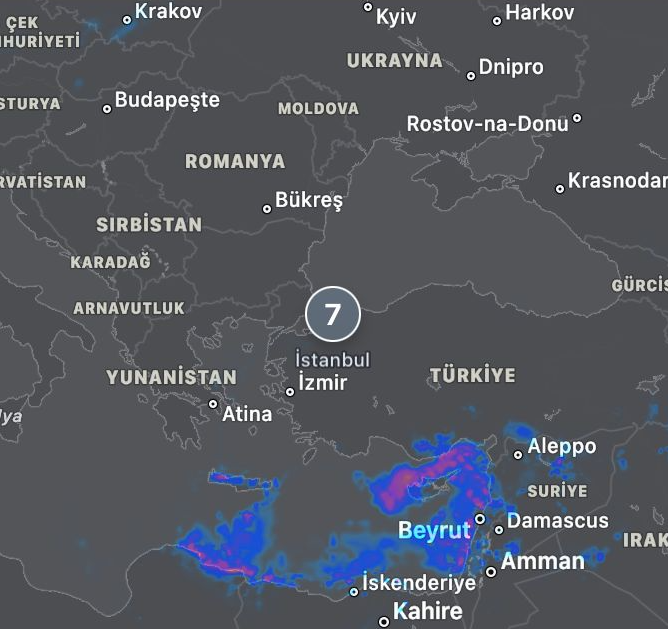 Krakov
Kyiv
Harkov
ÇEK
HURİYETİ
UKRAYNA
Dnipro
STURYA
Budapeşte
MOLDOVA
Rostov-na-Donu
ROMANYA
RVATİSTAN
Krasnodar
Bükreş
SIRBİSTAN
KARADAĞ
GÜRCİS
ARNAVUTLUK
7
İstanbul
YUNANİSTAN
İzmir
TÜRKİYE
lya
Atina
Aleppo
SURİYE
Beyrut
Damascus
IRAK
Amman
İskenderiye
Kahire